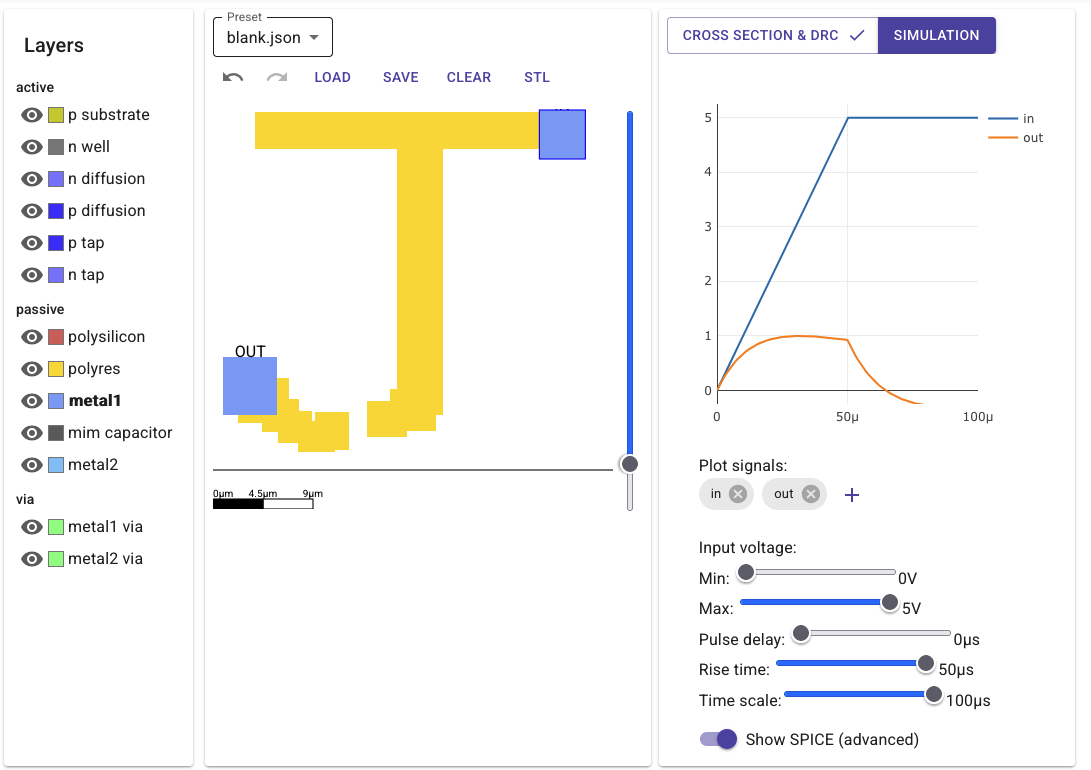 Layers
active
p substrate
n well
n diffusion
p diffusion
p tap
n tap
passive
polysilicon
polyres
metal1
mim capacitor
metal2
via
metal1 via
metal2 via
Preset
blank.json
LOAD SAVE CLEAR STL
OUT
0µm 4.5µm 9µm
CROSS SECTION & DRC SIMULATION
5
4
3
2
1
0
0 50µ 100µ
in
out
Plot signals:
in out
Input voltage:
Min: 0V
Max: 5V
Pulse delay: 0µs
Rise time: 50µs
Time scale: 100µs
Show SPICE (advanced)